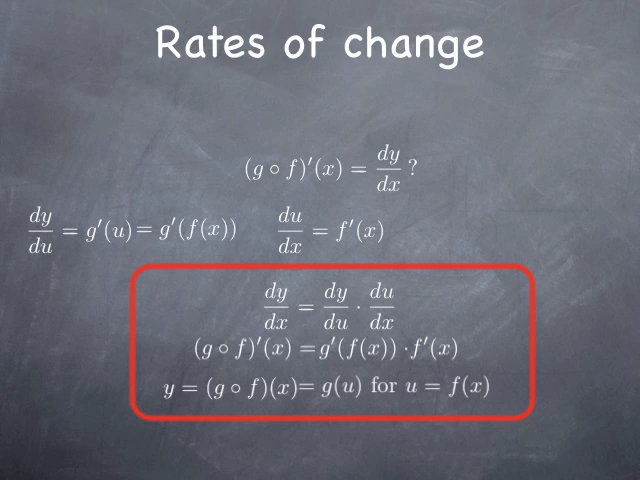 Rates of change
(g ∘ f)′(x) = dy/dx ?
dy/du = g′(u) = g′(f(x)) du/dx = f′(x)
dy/dx = dy/du · du/dx
(g ∘ f)′(x) = g′(f(x)) · f′(x)
y = (g ∘ f)(x) = g(u) for u = f(x)